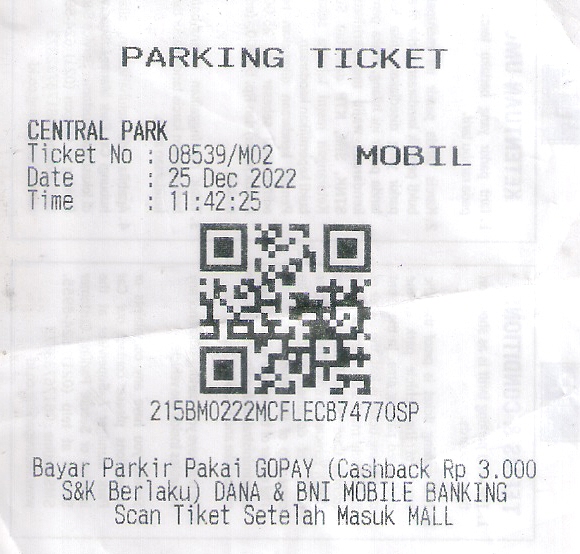 PARKING TICKET
CENTRAL PARK
Ticket No : 08539/M02
MOBIL
Date : 25 Dec 2022
Time : 11:42:25
215BM0222MCFLECB74770SP
Bayar Parkir Pakai GOPAY (Cashback Rp 3.000
S&K Berlaku) DANA & BNI MOBILE BANKING
Scan Tiket Setelah Masuk MALL